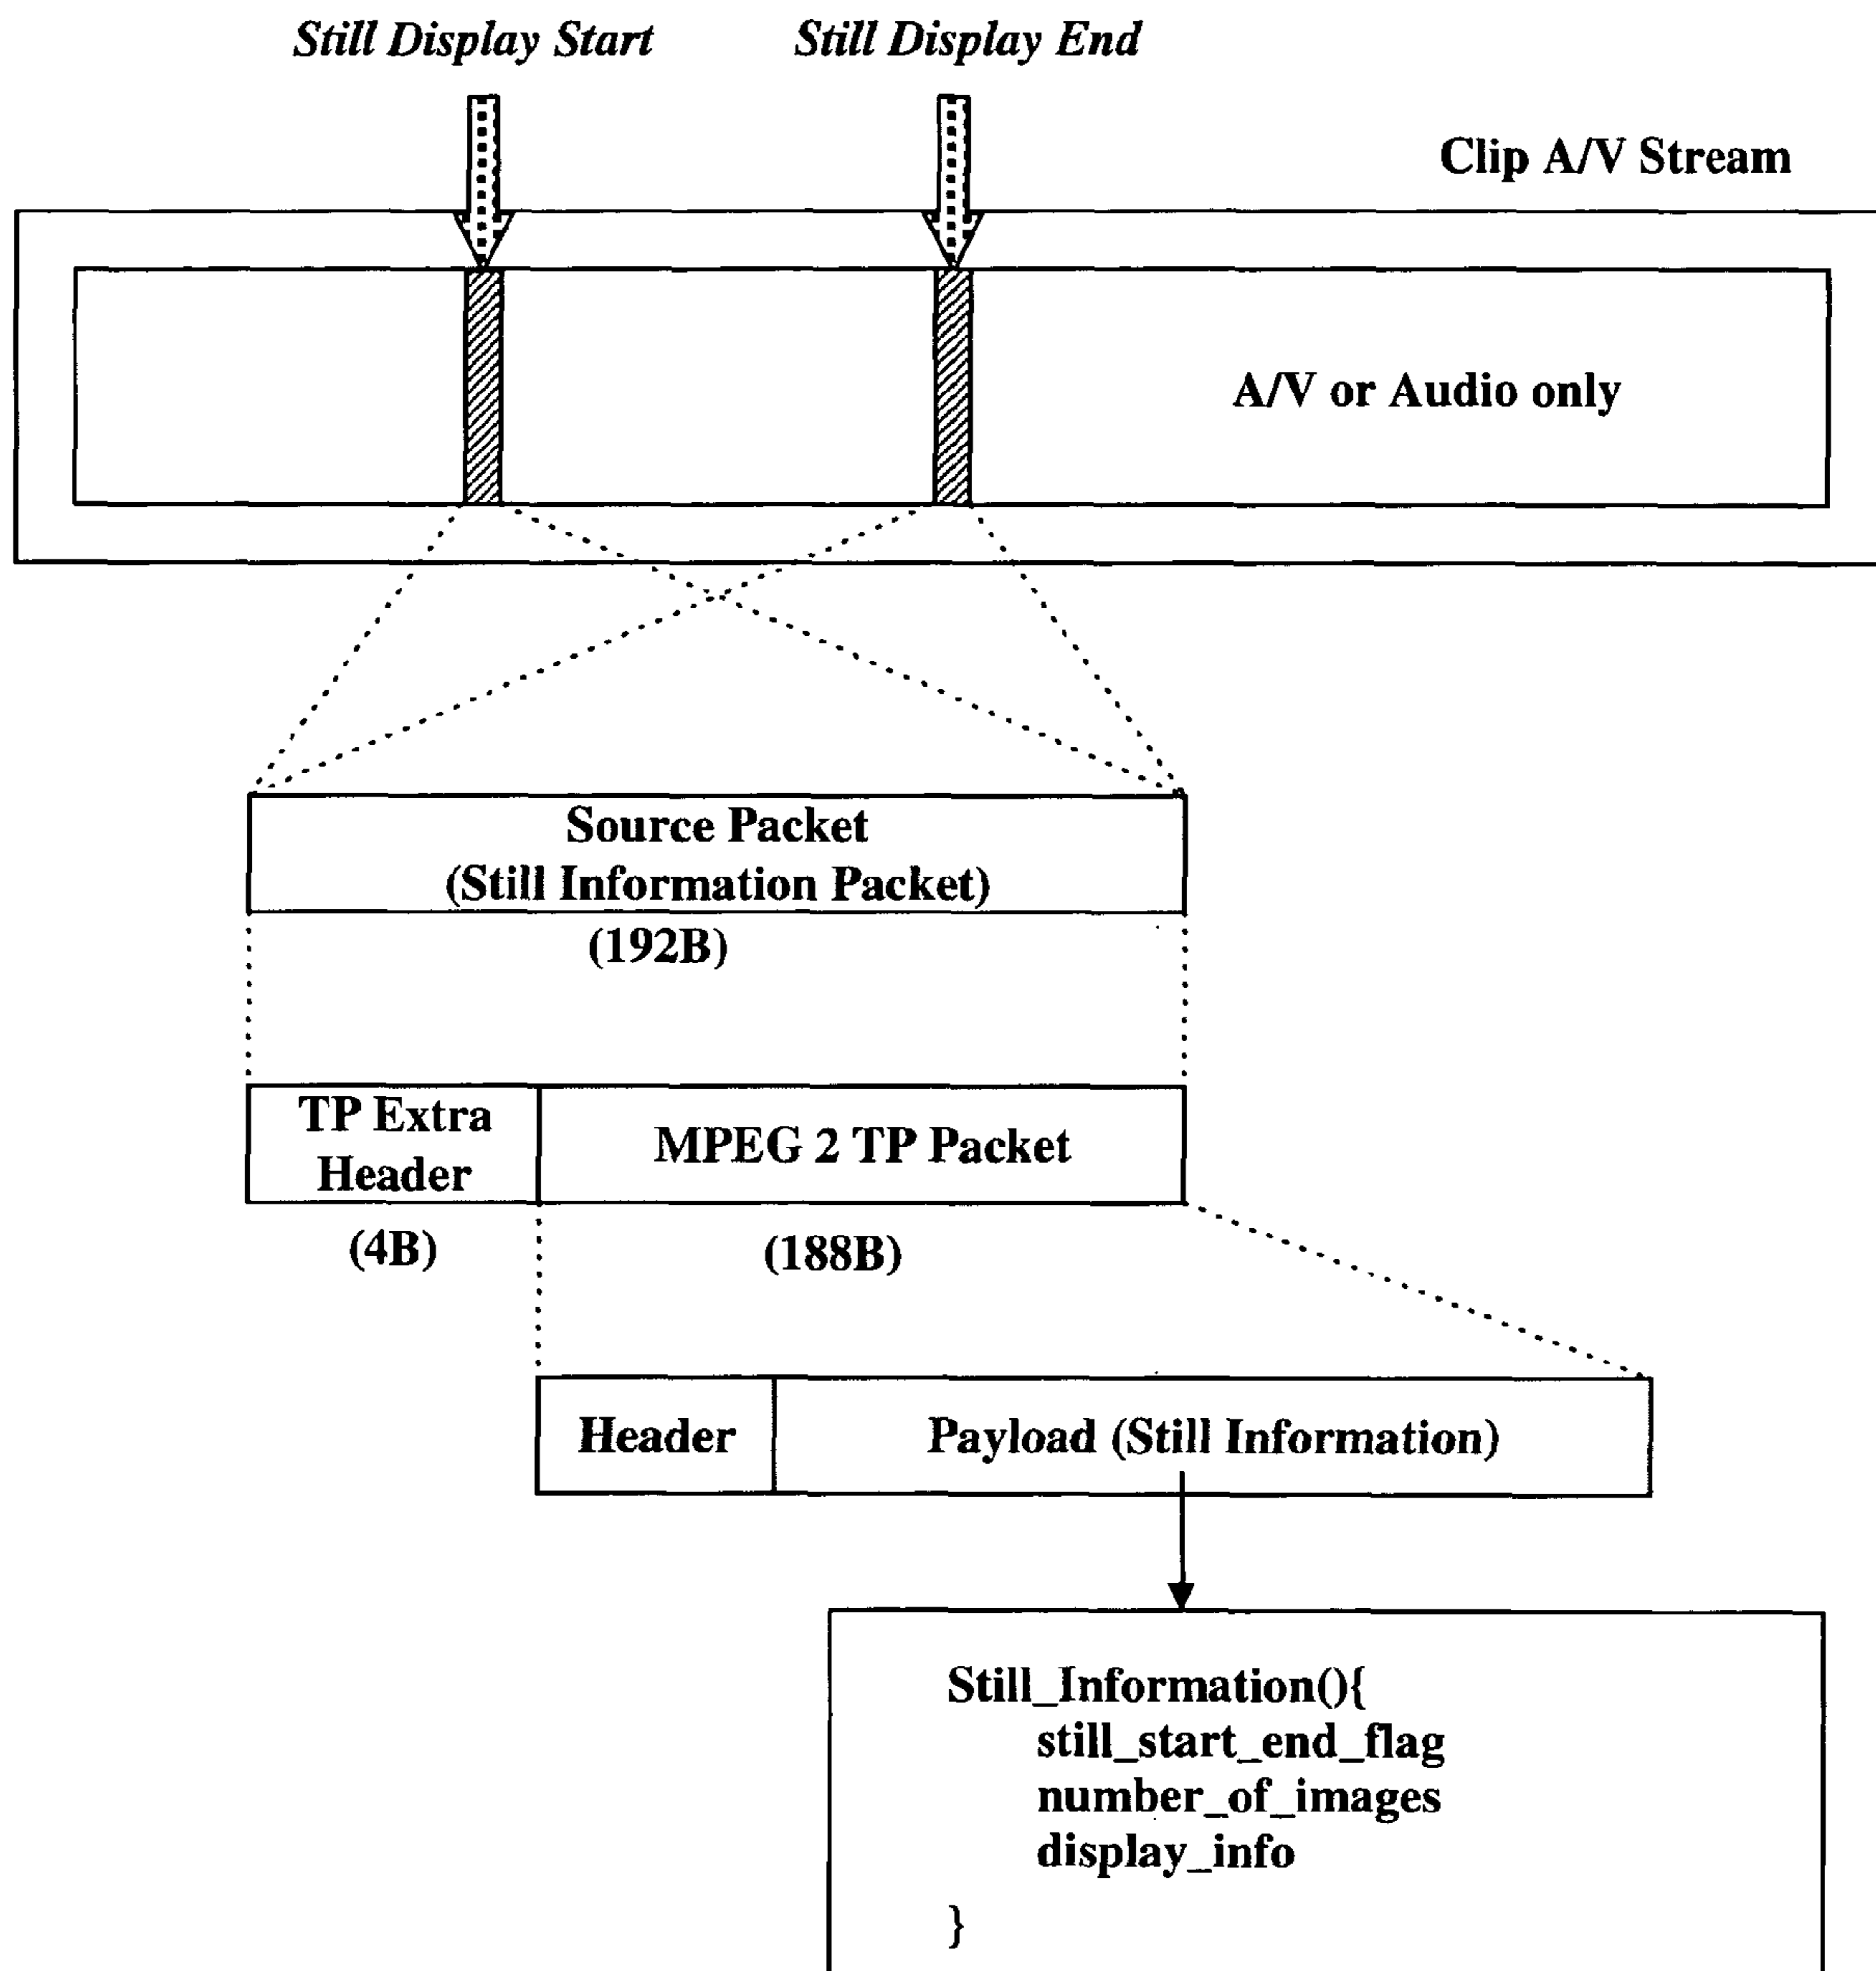 Still Display Start
Still Display End
Clip A/V Stream
A/V or Audio only
Source Packet
(Still Information Packet)
(192B)
TP Extra
Header
MPEG 2 TP Packet
(4B)
(188B)
Header
Payload (Still Information)
Still_Information(){
still_start_end_flag
number_of_images
display_info
}